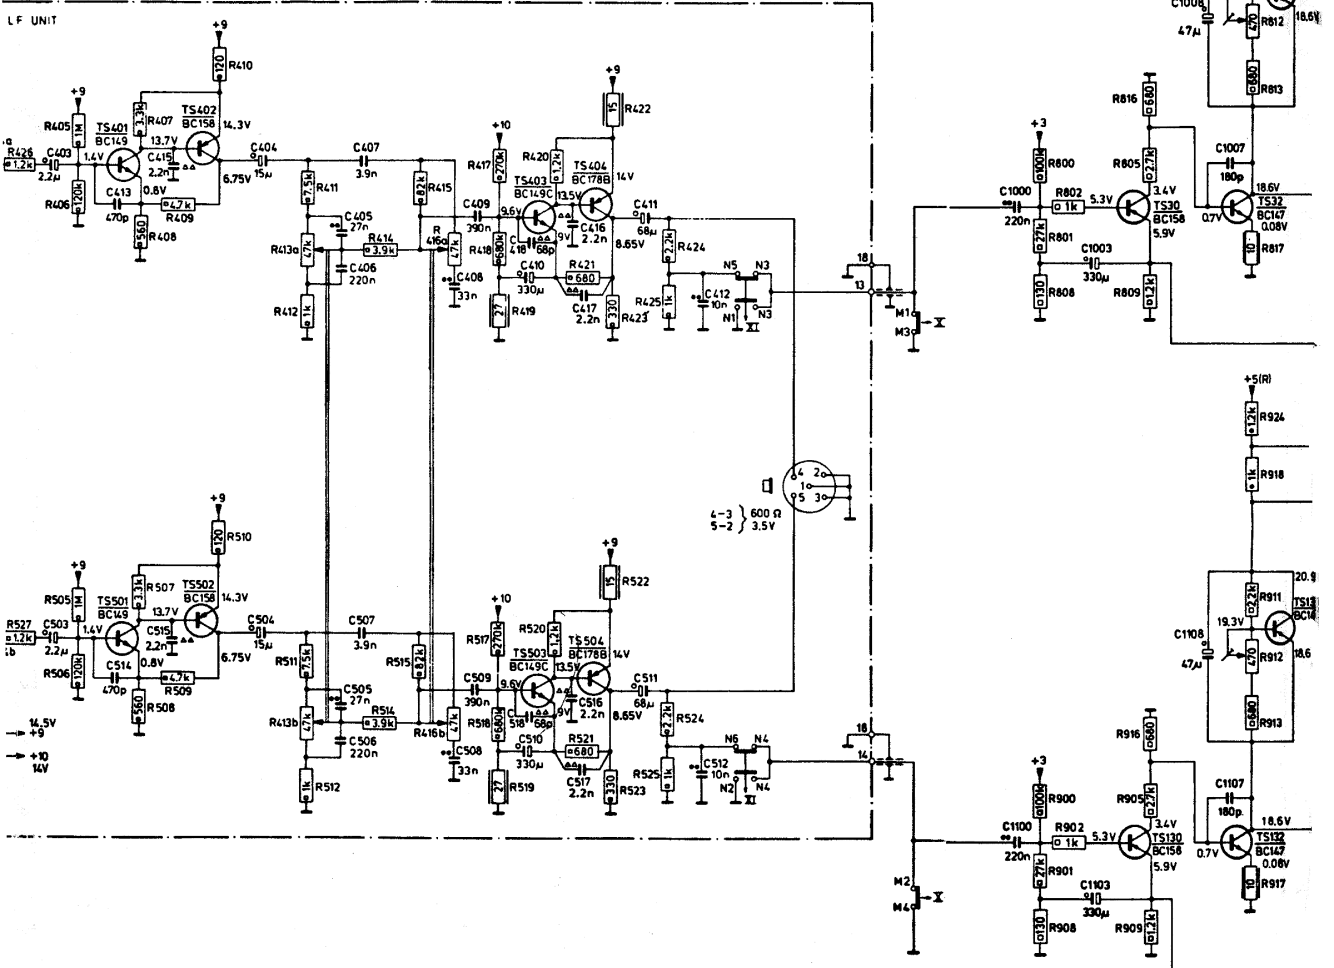 LF UNIT
+9
120
R410
+9
R405
1M
3.3k
R407
TS401
BC149
TS402
BC158
14.3V
13.7V
R426
1.2k
C403
2.2µ
1.4V
C415
2.2n
0.8V
6.75V
R406
120k
C413
470p
4.7k
R409
560
R408
C404
15µ
7.5k
R411
C407
3.9n
82k
R415
C405
27n
R413a
47k
R414
3.9k
R
416a
47k
C406
220n
R412
1k
C408
33n
C409
390n
+10
R417
270k
R418
680k
R420
1.2k
TS403
BC149C
9.6V
13.5V
TS404
BC178B
+9
15
R422
14V
C
418
68p
9V
C416
2.2n
8.65V
C410
330µ
R421
680
C417
2.2n
27
R419
330
R423
C411
68µ
2.2k
R424
R425
1k
C412
10n
N5
N3
N1
N3
XI
18
13
M1
M3
X
4
2
1
5
3
4-3
5-2
600 Ω
3.5V
+3
100k
R800
C1000
220n
R802
1k
5.3V
27k
R801
C1003
330µ
130
R808
R816
680
R805
2.7k
3.4V
TS30
BC158
5.9V
R809
1.2k
C1007
180p
0.7V
18.6V
TS32
BC147
0.08V
10
R817
C1008
47µ
470
R812
18.6V
680
R813
+9
120
R510
+9
R505
1M
3.3k
R507
TS501
BC149
TS502
BC158
14.3V
13.7V
R527
1.2k
C503
2.2µ
1.4V
C515
2.2n
0.8V
6.75V
R506
120k
C514
470p
4.7k
R509
560
R508
14.5V
+9
+10
14V
C504
15µ
R511
7.5k
C507
3.9n
R515
82k
C505
27n
R413b
47k
R514
3.9k
R416b
47k
C506
220n
1k
R512
C508
33n
C509
390n
+10
R517
270k
R518
680k
R520
1.2k
TS503
BC149C
9.6V
13.5V
TS504
BC178B
+9
15
R522
14V
C
518
68p
9V
C516
2.2n
8.65V
C510
330µ
R521
680
C517
2.2n
27
R519
330
R523
C511
68µ
2.2k
R524
R525
1k
C512
10n
N6
N4
N2
N4
XI
14
M2
M4
X
+5(R)
1.2k
R924
1k
R918
C1108
47µ
2.2k
R911
20.9
19.3V
470
R912
18.6
680
R913
+3
100k
R900
C1100
220n
R902
1k
5.3V
27k
R901
C1103
330µ
130
R908
R916
680
R905
2.7k
3.4V
TS130
BC158
5.9V
R909
1.2k
C1107
180p
0.7V
18.6V
TS132
BC147
0.08V
10
R917